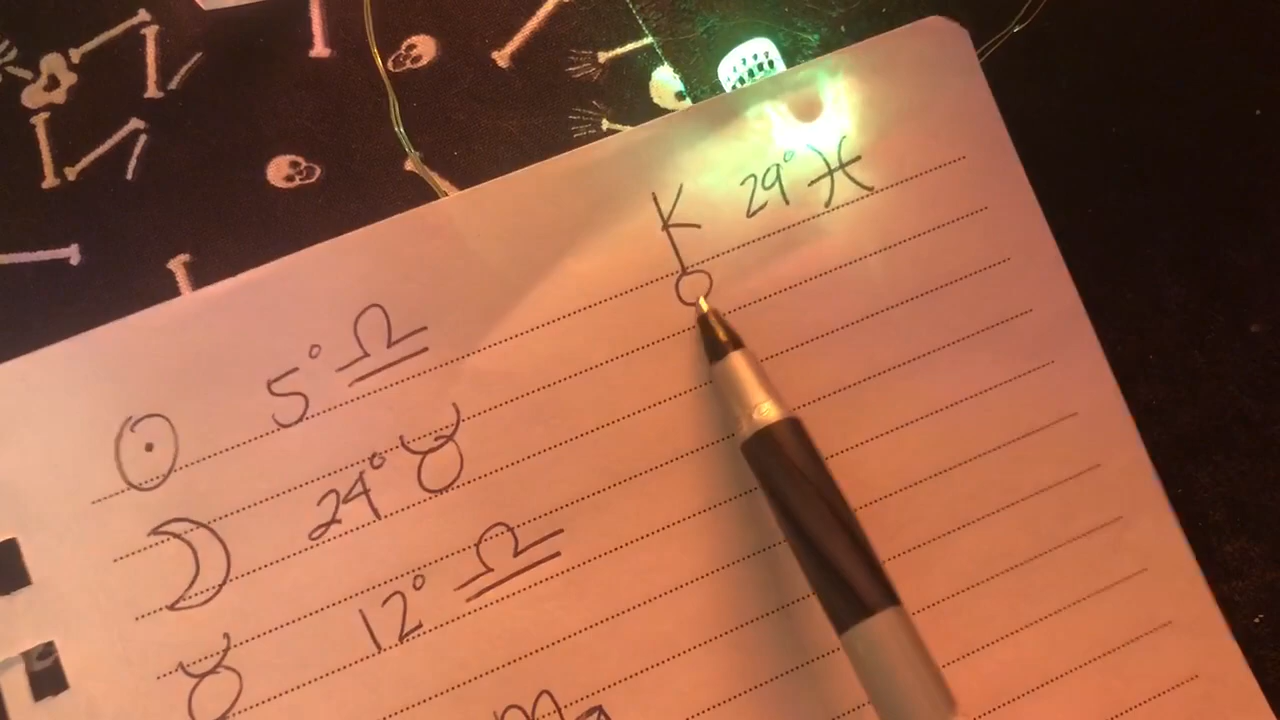 K 29° ♓
☉ 5° ♎
☽ 24° ♉
☿ 12° ♎